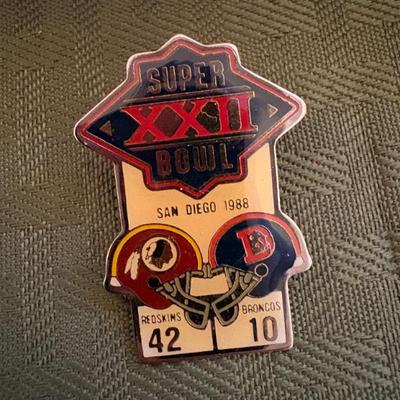 SUPER
XXII
BOWL
SAN DIEGO 1988
D
REDSKINS BRONCOS
42 10